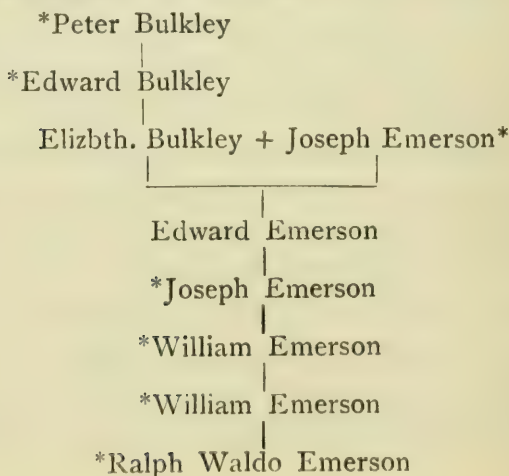 *Peter Bulkley
*Edward Bulkley
Elizbth. Bulkley + Joseph Emerson*
Edward Emerson
*Joseph Emerson
*William Emerson
*William Emerson
*Ralph Waldo Emerson